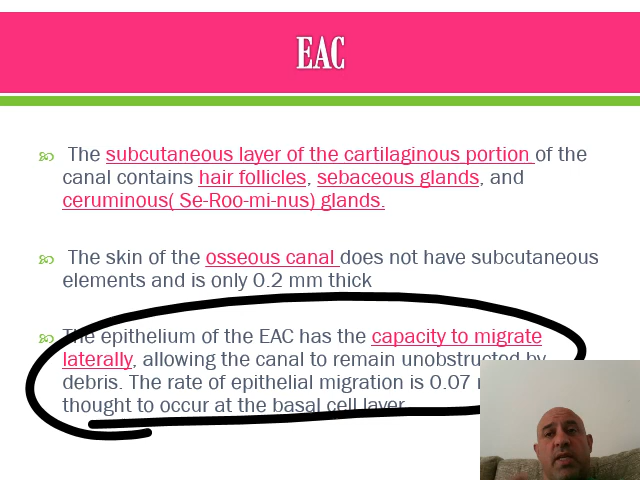 EAC
The subcutaneous layer of the cartilaginous portion of the
canal contains hair follicles, sebaceous glands, and
ceruminous( Se-Roo-mi-nus) glands.
The skin of the osseous canal does not have subcutaneous
elements and is only 0.2 mm thick
The epithelium of the EAC has the capacity to migrate
laterally, allowing the canal to remain unobstructed by
debris. The rate of epithelial migration is 0.07
thought to occur at the basal cell layer